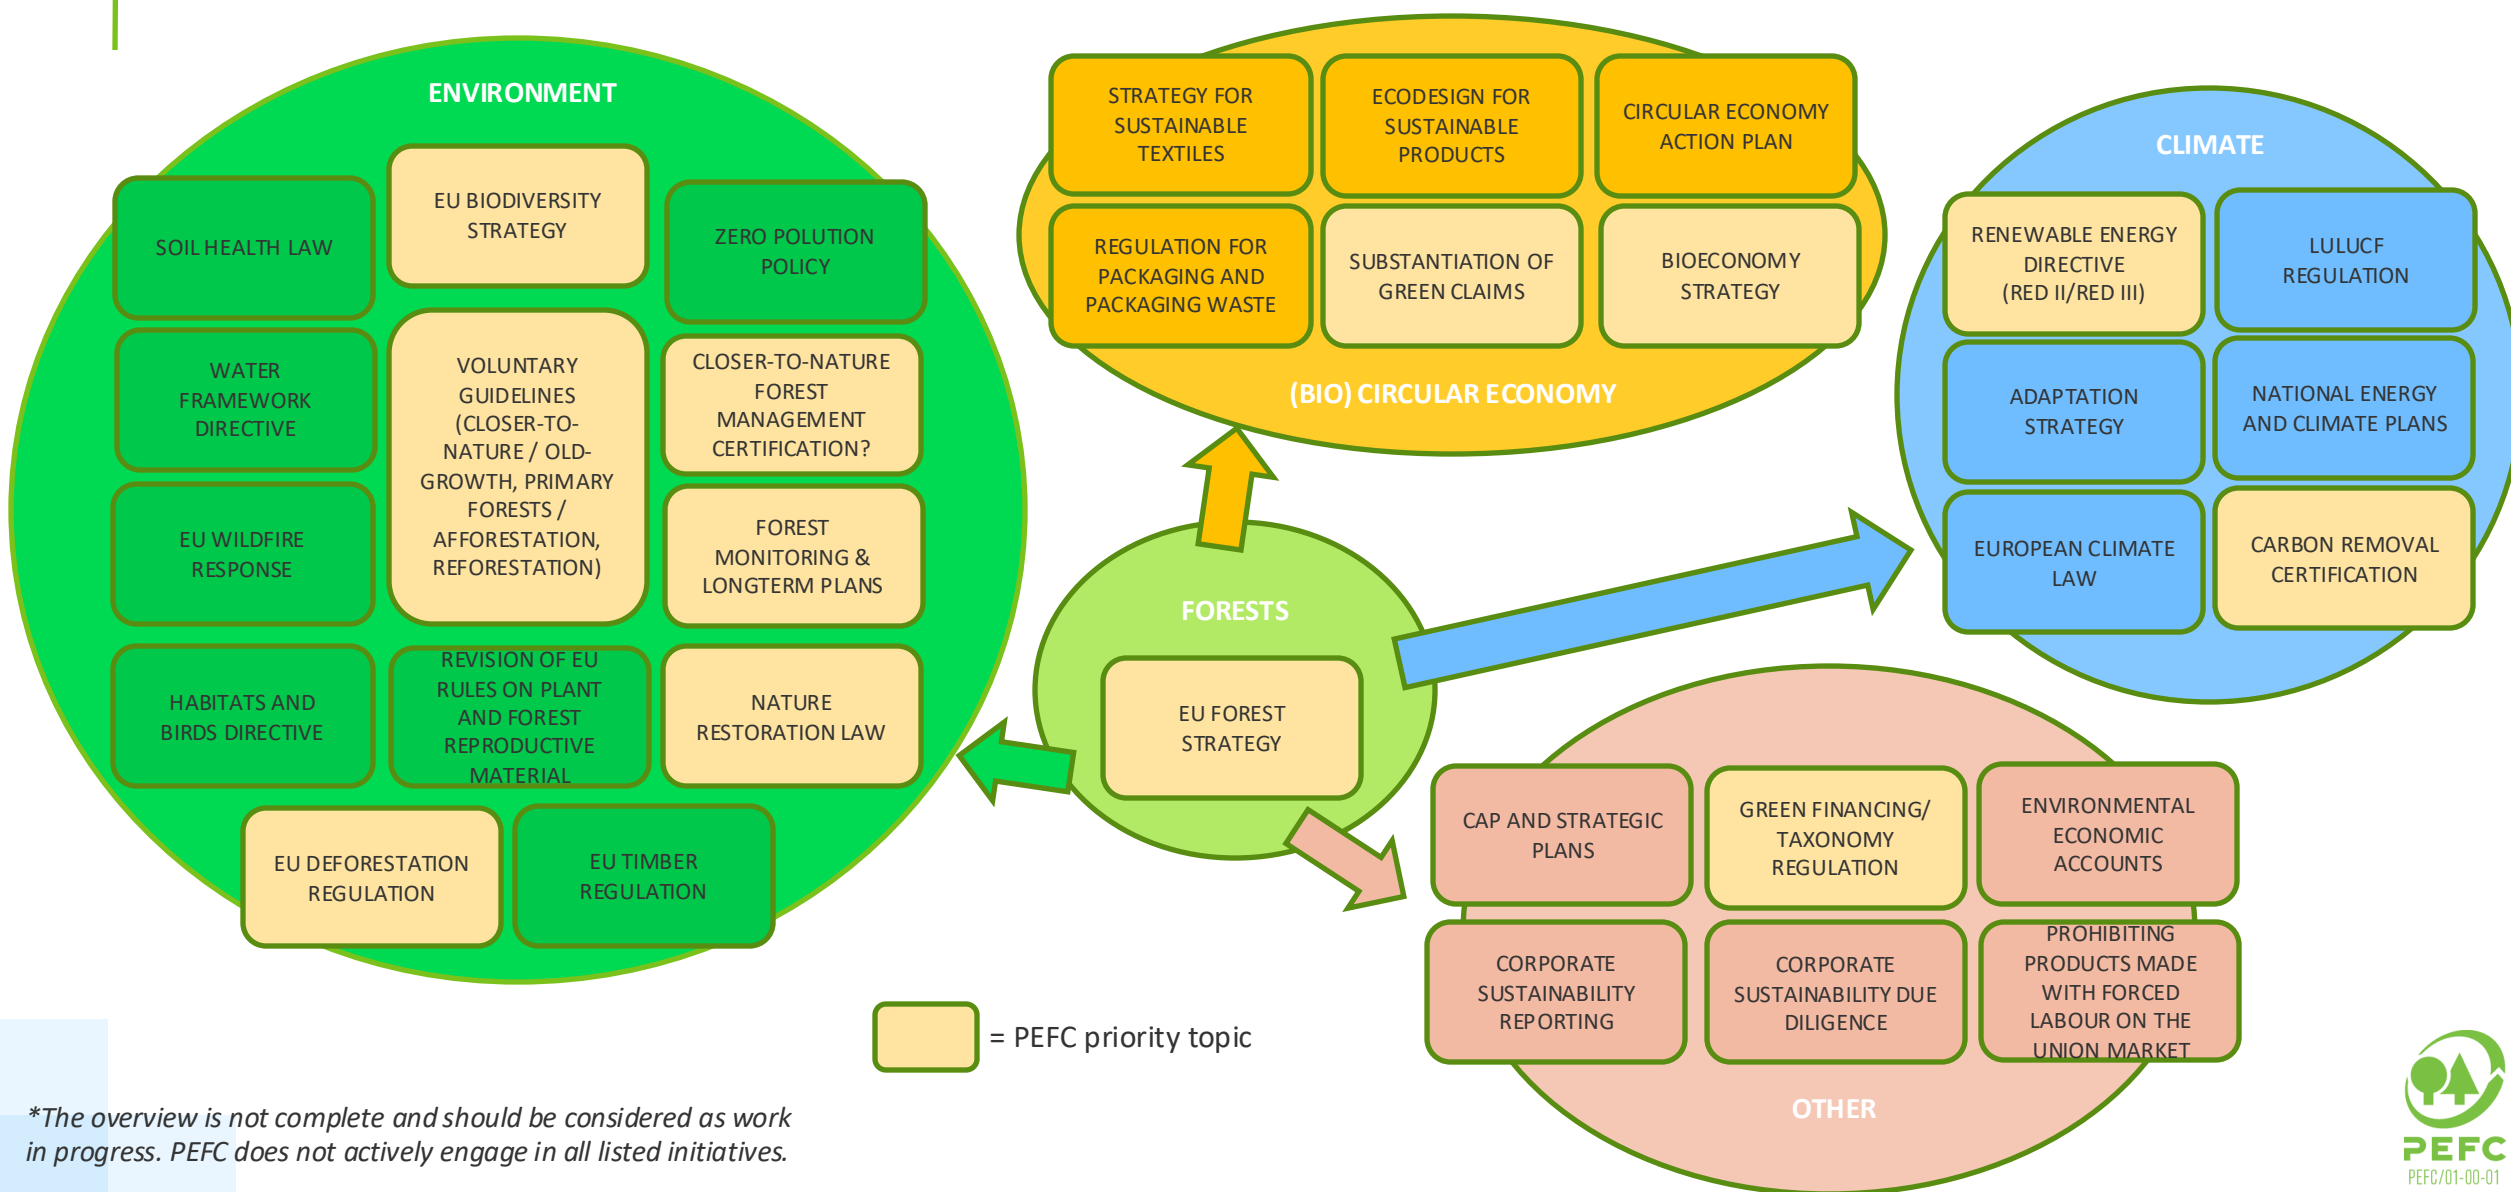 ENVIRONMENT
EU BIODIVERSITY
STRATEGY
SOIL HEALTH LAW
ZERO POLUTION
POLICY
WATER
FRAMEWORK
DIRECTIVE
VOLUNTARY
GUIDELINES
(CLOSER-TO-
NATURE / OLD-
GROWTH, PRIMARY
FORESTS /
AFFORESTATION,
REFORESTATION)
CLOSER-TO-NATURE
FOREST
MANAGEMENT
CERTIFICATION?
EU WILDFIRE
RESPONSE
FOREST
MONITORING &
LONGTERM PLANS
HABITATS AND
BIRDS DIRECTIVE
REVISION OF EU
RULES ON PLANT
AND FOREST
REPRODUCTIVE
MATERIAL
NATURE
RESTORATION LAW
EU DEFORESTATION
REGULATION
EU TIMBER
REGULATION
STRATEGY FOR
SUSTAINABLE
TEXTILES
ECODESIGN FOR
SUSTAINABLE
PRODUCTS
CIRCULAR ECONOMY
ACTION PLAN
REGULATION FOR
PACKAGING AND
PACKAGING WASTE
SUBSTANTIATION OF
GREEN CLAIMS
BIOECONOMY
STRATEGY
(BIO) CIRCULAR ECONOMY
CLIMATE
RENEWABLE ENERGY
DIRECTIVE
(RED II/RED III)
LULUCF
REGULATION
ADAPTATION
STRATEGY
NATIONAL ENERGY
AND CLIMATE PLANS
EUROPEAN CLIMATE
LAW
CARBON REMOVAL
CERTIFICATION
FORESTS
EU FOREST
STRATEGY
CAP AND STRATEGIC
PLANS
GREEN FINANCING/
TAXONOMY
REGULATION
ENVIRONMENTAL
ECONOMIC
ACCOUNTS
CORPORATE
SUSTAINABILITY
REPORTING
CORPORATE
SUSTAINABILITY DUE
DILIGENCE
PROHIBITING
PRODUCTS MADE
WITH FORCED
LABOUR ON THE
UNION MARKET
OTHER
= PEFC priority topic
*The overview is not complete and should be considered as work
in progress. PEFC does not actively engage in all listed initiatives.
PEFC
PEFC/01-00-01